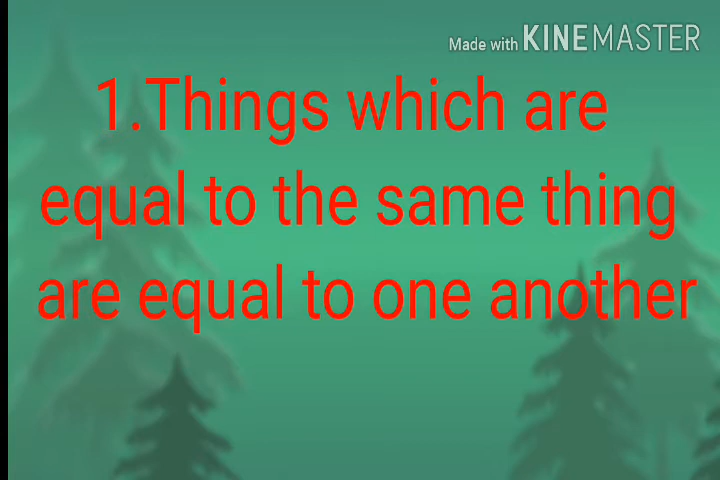 Made with KINEMASTER
1.Things which are
equal to the same thing
are equal to one another